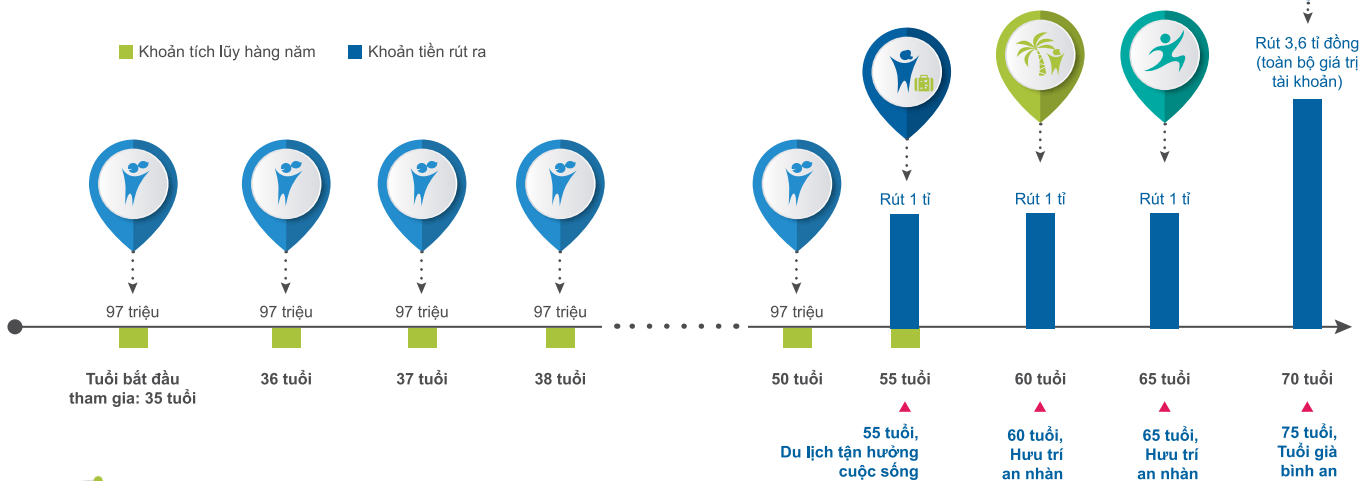 Khoản tích lũy hàng năm
Khoản tiền rút ra
Rút 3,6 tỉ đồng
(toàn bộ giá trị
tài khoản)
Rút 1 tỉ
Rút 1 tỉ
Rút 1 tỉ
97 triệu
97 triệu
97 triệu
97 triệu
97 triệu
Tuổi bắt đầu
tham gia: 35 tuổi
36 tuổi
37 tuổi
38 tuổi
50 tuổi
55 tuổi
60 tuổi
65 tuổi
70 tuổi
55 tuổi,
Du lịch tận hưởng
cuộc sống
60 tuổi,
Hưu trí
an nhàn
65 tuổi,
Hưu trí
an nhàn
75 tuổi,
Tuổi già
bình an